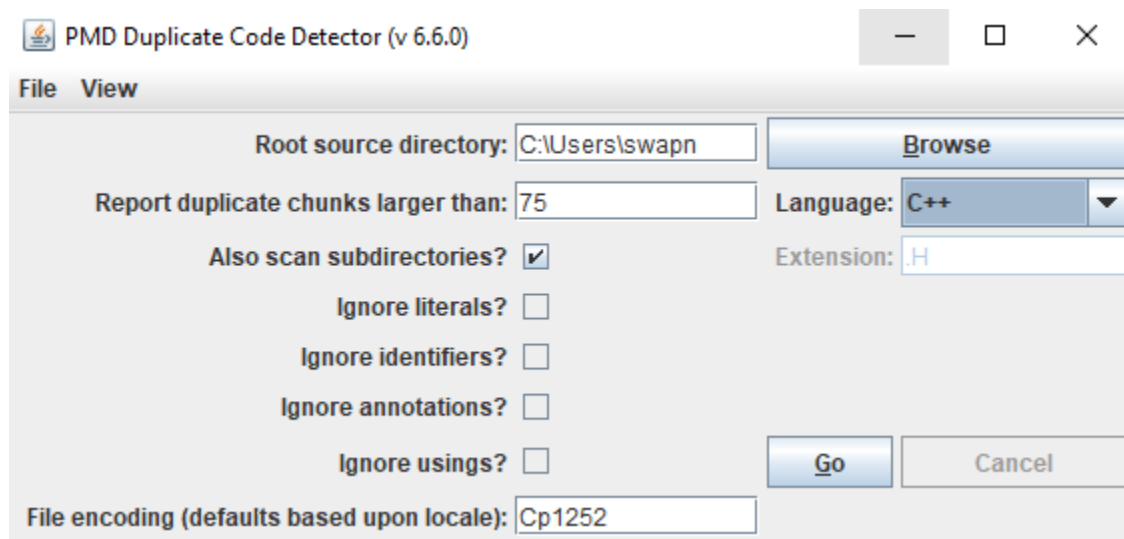 PMD Duplicate Code Detector (v 6.6.0)
File View
Root source directory: C:\Users\swapn Browse
Report duplicate chunks larger than: 75 Language: C++
Also scan subdirectories? Extension: .H
Ignore literals?
Ignore identifiers?
Ignore annotations?
Ignore usings? Go Cancel
File encoding (defaults based upon locale): Cp1252